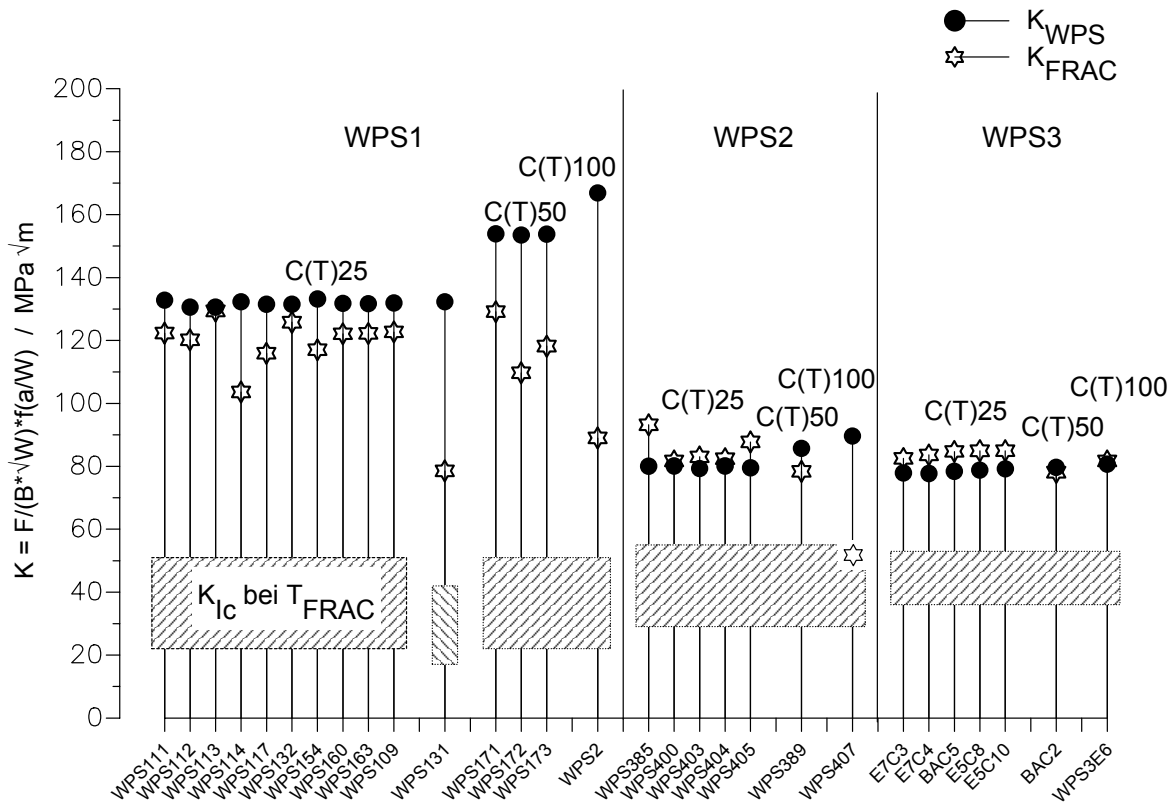 K_WPS
K_FRAC
K = F/(B*√W)*f(a/W) / MPa √m
200
180
160
140
120
100
80
60
40
20
0
WPS1
WPS2
WPS3
C(T)25
C(T)50
C(T)100
C(T)25
C(T)50
C(T)100
C(T)25
C(T)50
C(T)100
K_Ic bei T_FRAC
WPS111
WPS112
WPS113
WPS114
WPS117
WPS132
WPS154
WPS160
WPS163
WPS109
WPS131
WPS171
WPS172
WPS173
WPS2
WPS385
WPS400
WPS403
WPS404
WPS405
WPS389
WPS407
E7C3
E7C4
BAC5
E5C8
E5C10
BAC2
WPS3E6